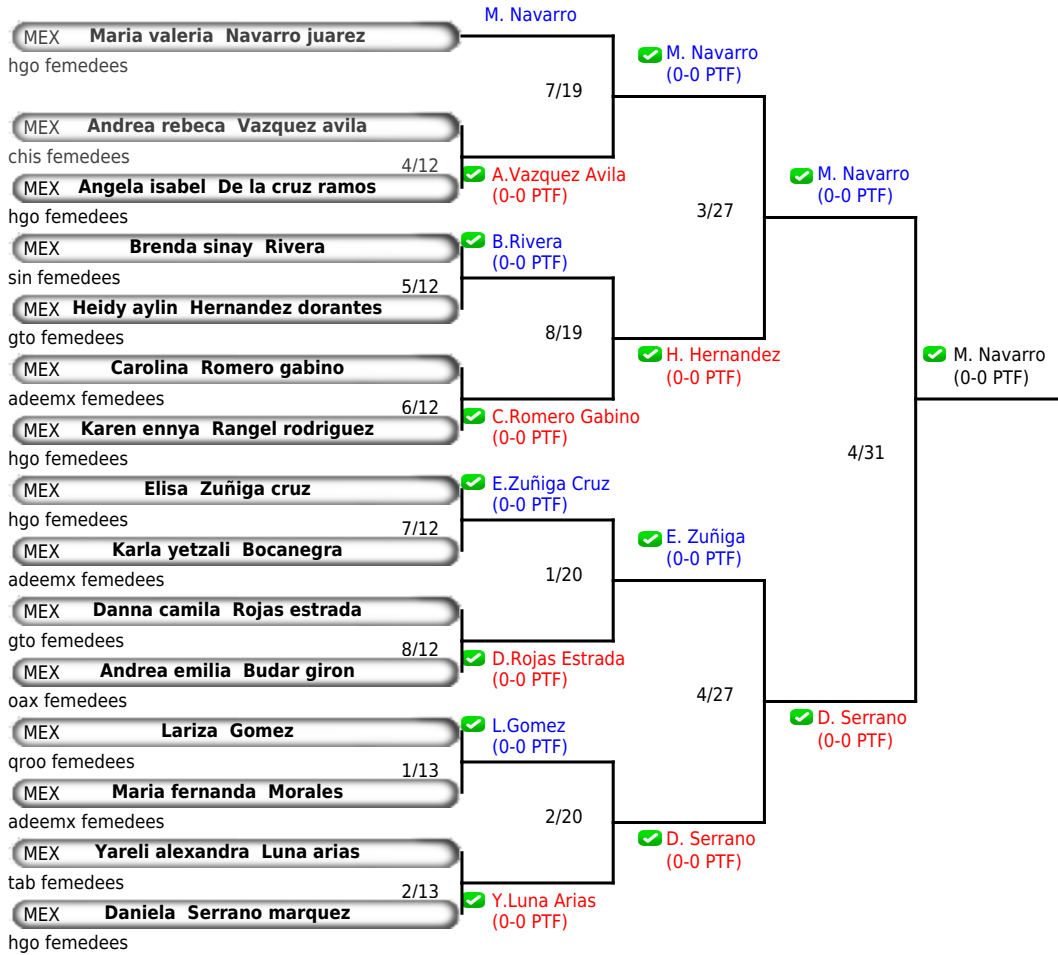 M. Navarro
MEX Maria valeria Navarro juarez
hgo femedees
7/19
M. Navarro
(0-0 PTF)
MEX Andrea rebeca Vazquez avila
chis femedees
4/12
MEX Angela isabel De la cruz ramos
hgo femedees
A.Vazquez Avila
(0-0 PTF)
3/27
M. Navarro
(0-0 PTF)
MEX Brenda sinay Rivera
sin femedees
B.Rivera
(0-0 PTF)
5/12
MEX Heidy aylin Hernandez dorantes
gto femedees
8/19
H. Hernandez
(0-0 PTF)
M. Navarro
(0-0 PTF)
MEX Carolina Romero gabino
adeemx femedees
6/12
MEX Karen ennya Rangel rodriguez
hgo femedees
C.Romero Gabino
(0-0 PTF)
4/31
MEX Elisa Zuñiga cruz
hgo femedees
E.Zuñiga Cruz
(0-0 PTF)
7/12
MEX Karla yetzali Bocanegra
adeemx femedees
1/20
E. Zuñiga
(0-0 PTF)
MEX Danna camila Rojas estrada
gto femedees
8/12
MEX Andrea emilia Budar giron
oax femedees
D.Rojas Estrada
(0-0 PTF)
4/27
D. Serrano
(0-0 PTF)
MEX Lariza Gomez
qroo femedees
L.Gomez
(0-0 PTF)
1/13
MEX Maria fernanda Morales
adeemx femedees
2/20
D. Serrano
(0-0 PTF)
MEX Yareli alexandra Luna arias
tab femedees
2/13
MEX Daniela Serrano marquez
hgo femedees
Y.Luna Arias
(0-0 PTF)